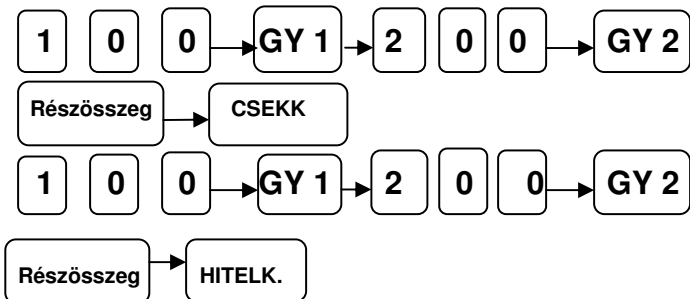 1 0 0 GY 1 2 0 0 GY 2
Részösszeg CSEKK
1 0 0 GY 1 2 0 0 GY 2
Részösszeg HITELK.